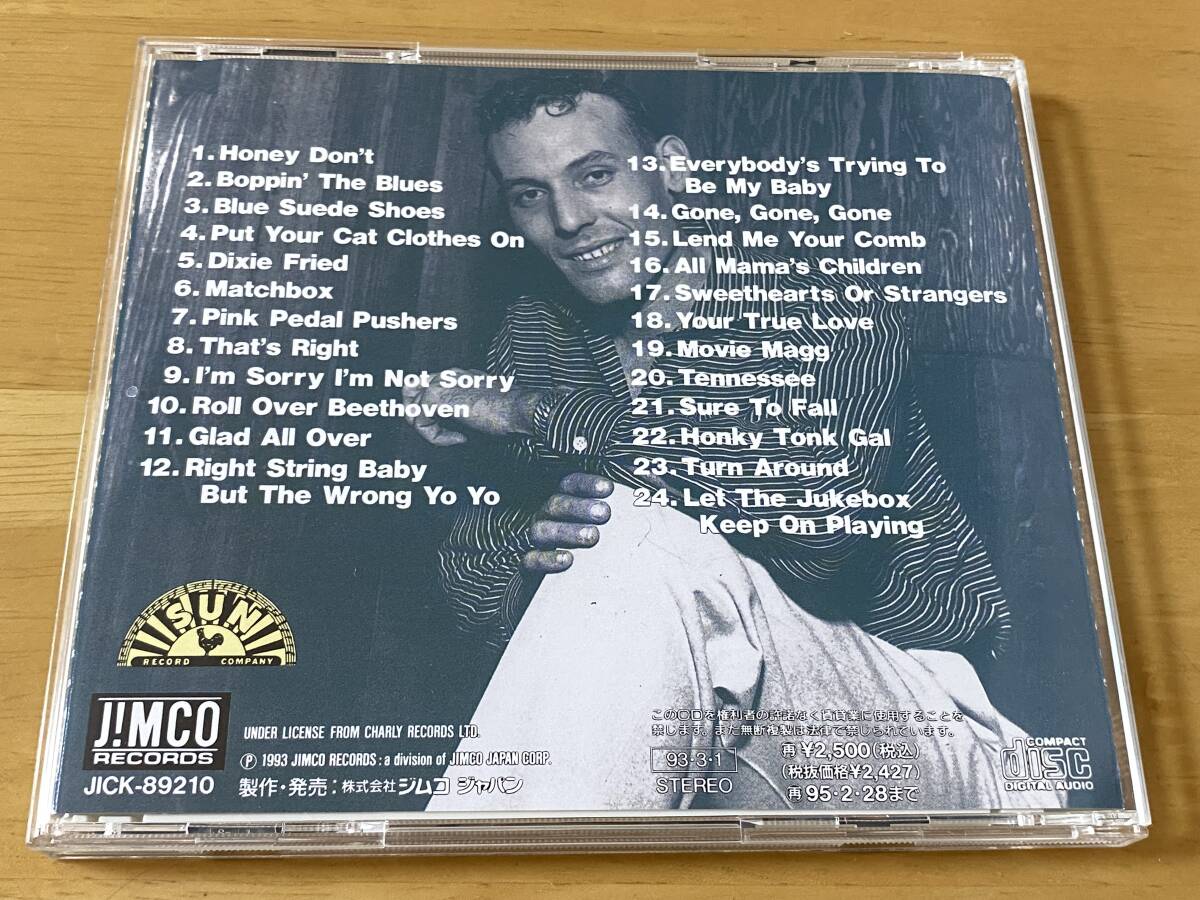 1. Honey Don't
2. Boppin' The Blues
3. Blue Suede Shoes
4. Put Your Cat Clothes On
5. Dixie Fried
6. Matchbox
7. Pink Pedal Pushers
8. That's Right
9. I'm Sorry I'm Not Sorry
10. Roll Over Beethoven
11. Glad All Over
12. Right String Baby
But The Wrong Yo Yo
13. Everybody's Trying To
Be My Baby
14. Gone, Gone, Gone
15. Lend Me Your Comb
16. All Mama's Children
17. Sweethearts Or Strangers
18. Your True Love
19. Movie Magg
20. Tennessee
21. Sure To Fall
22. Honky Tonk Gal
23. Turn Around
24. Let The Jukebox
Keep On Playing
SUN
RECORD COMPANY
J!MCO
RECORDS
JICK-89210
UNDER LICENSE FROM CHARLY RECORDS LTD.
Ⓟ 1993 JIMCO RECORDS : a division of JIMCO JAPAN CORP.
製作・発売：株式会社ジムコ ジャパン
このCDを権利者の許諾なく賃貸業に使用することを
禁じます。また無断複製は法律で禁じられています。
93・3・1
STEREO
再¥2,500(税込)
(税抜価格¥2,427)
再95・2・28まで
COMPACT
disc
DIGITAL AUDIO